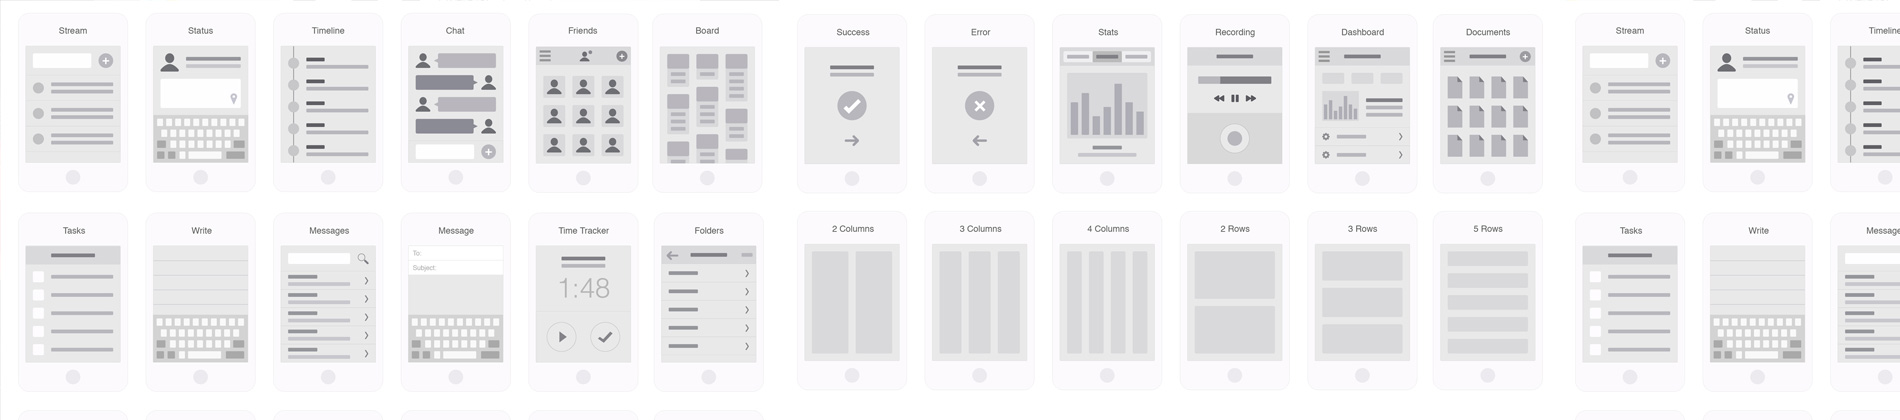 Stream
Status
Timeline
Chat
Friends
Board
Success
Error
Stats
Recording
Dashboard
Documents
Stream
Status
Timeline
Tasks
Write
Messages
Message
To:
Subject:
Time Tracker
1:48
Folders
2 Columns
3 Columns
4 Columns
2 Rows
3 Rows
5 Rows
Tasks
Write
Message